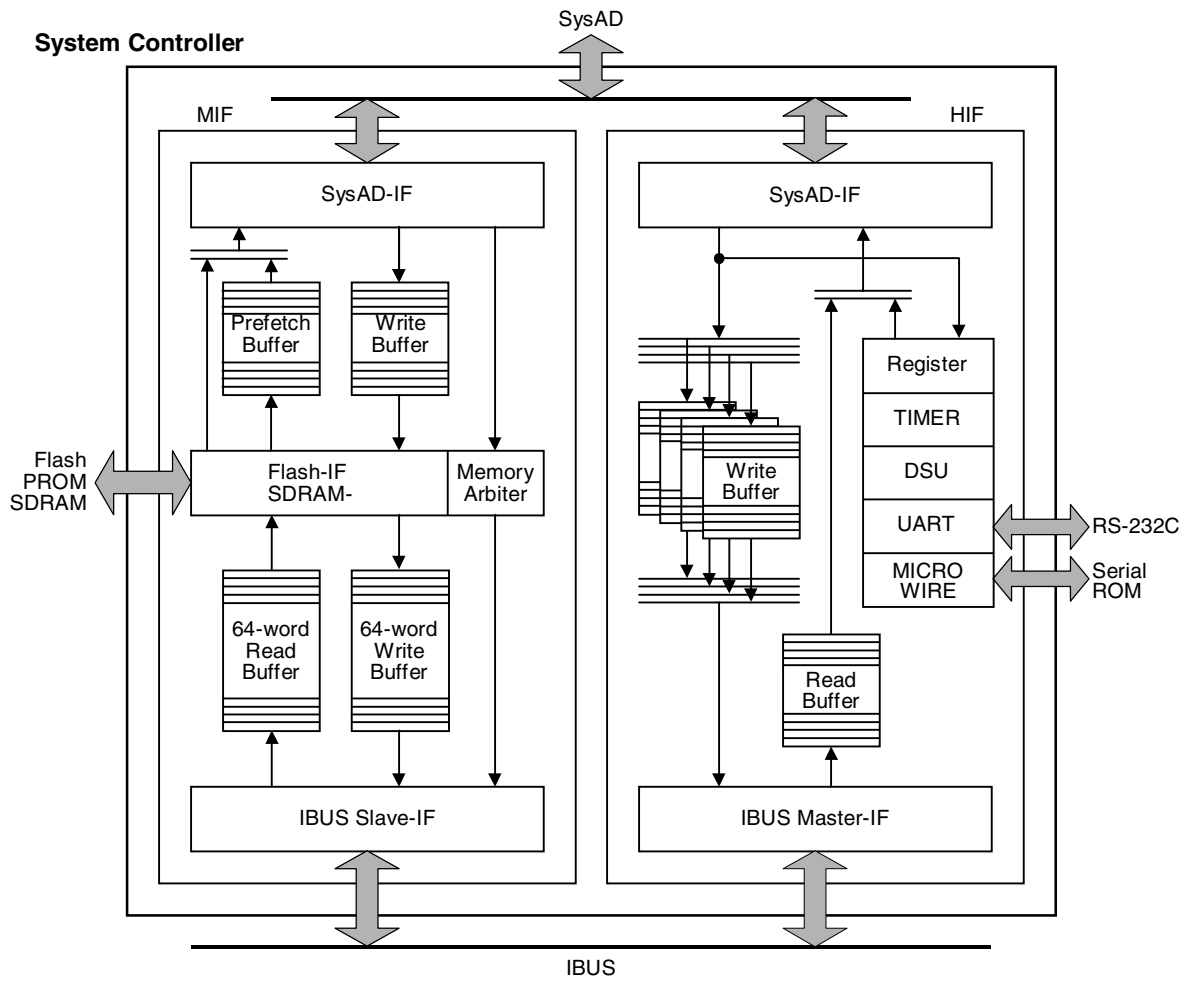 SysAD
System Controller
MIF
HIF
SysAD-IF
SysAD-IF
Prefetch
Buffer
Write
Buffer
Register
TIMER
DSU
UART
MICRO
WIRE
Flash
PROM
SDRAM
Flash-IF
SDRAM-
Memory
Arbiter
Write
Buffer
RS-232C
Serial
ROM
64-word
Read
Buffer
64-word
Write
Buffer
Read
Buffer
IBUS Slave-IF
IBUS Master-IF
IBUS